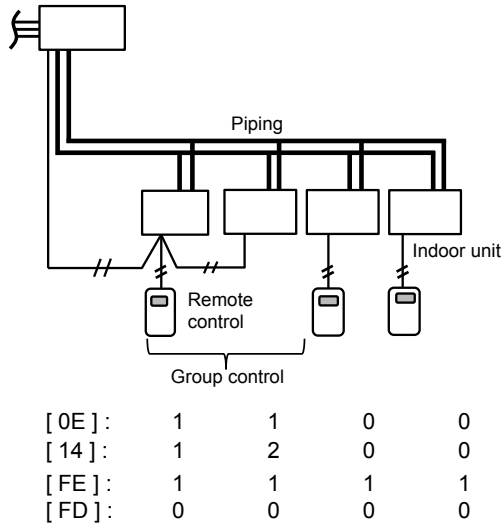 Piping
Indoor unit
Remote
control
Group control
[ 0E ] : 1 1 0 0
[ 14 ] : 1 2 0 0
[ FE ] : 1 1 1 1
[ FD ] : 0 0 0 0